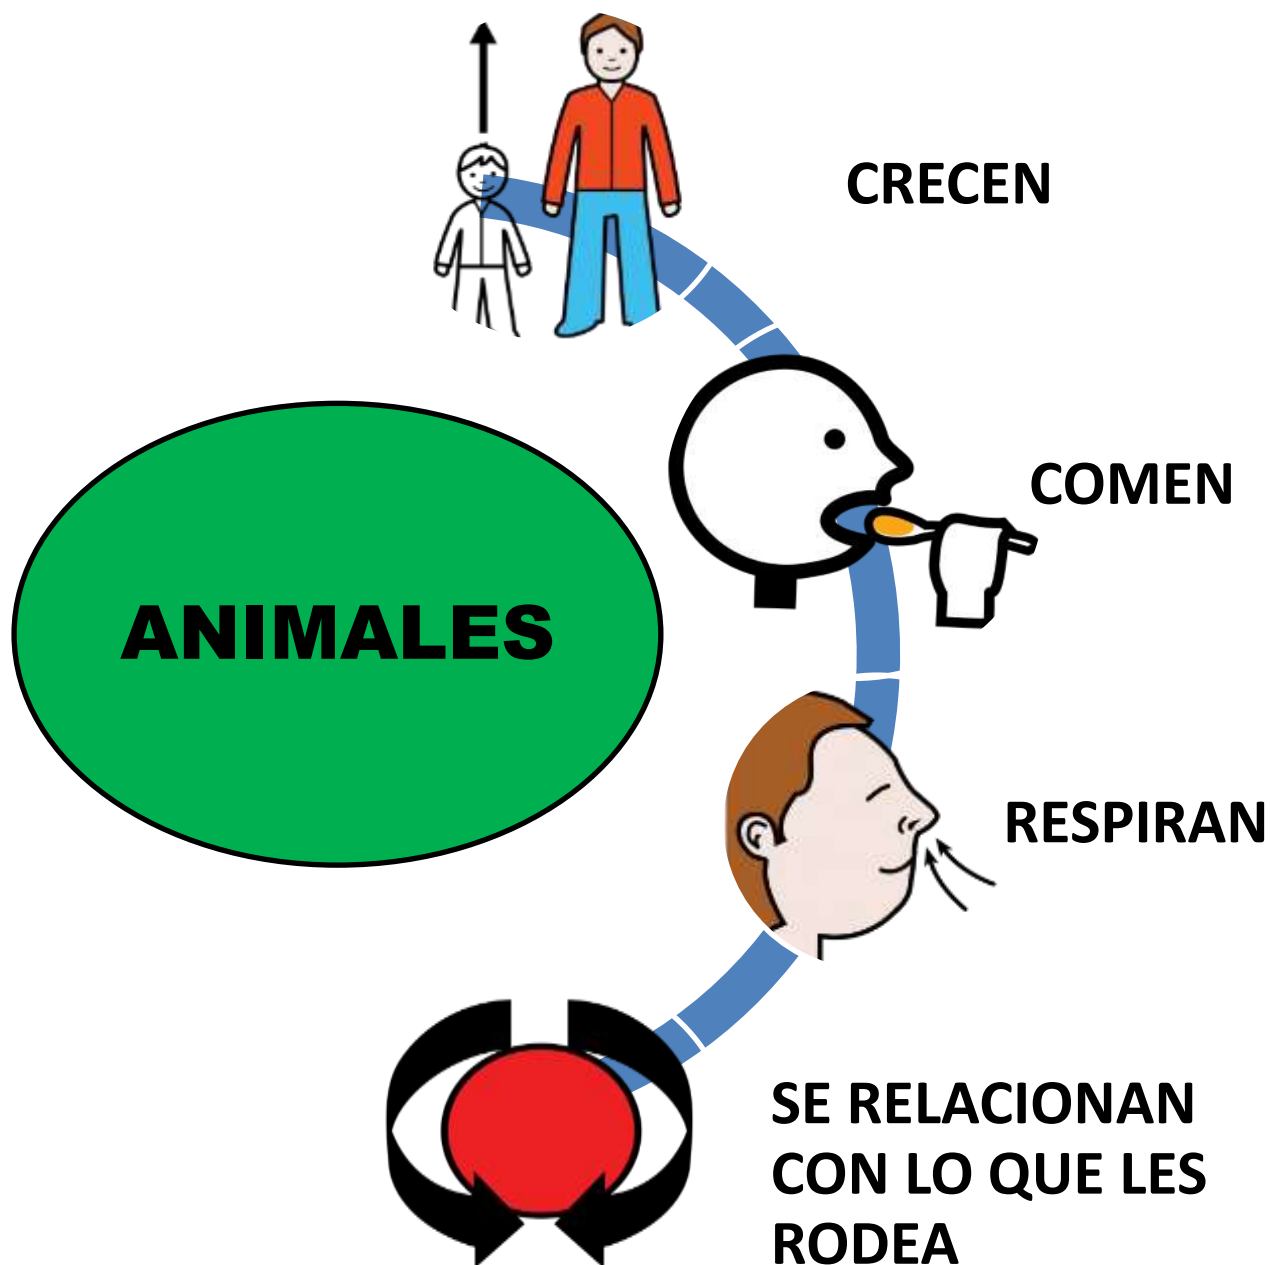 CRECEN
COMEN
ANIMALES
RESPIRAN
SE RELACIONAN
CON LO QUE LES
RODEA